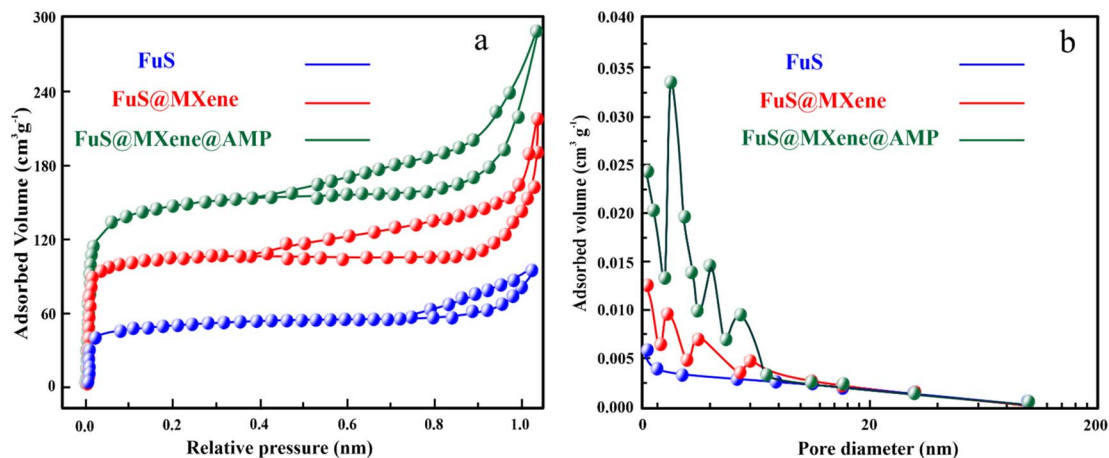 a
FuS
FuS@MXene
FuS@MXene@AMP
300
240
180
120
60
0
0.0 0.2 0.4 0.6 0.8 1.0
Adsorbed Volume (cm³ g⁻¹)
Relative pressure (nm)
b
FuS
FuS@MXene
FuS@MXene@AMP
0.040
0.035
0.030
0.025
0.020
0.015
0.010
0.005
0.000
0 20 200
Adsorbed volume (cm³ g⁻¹)
Pore diameter (nm)